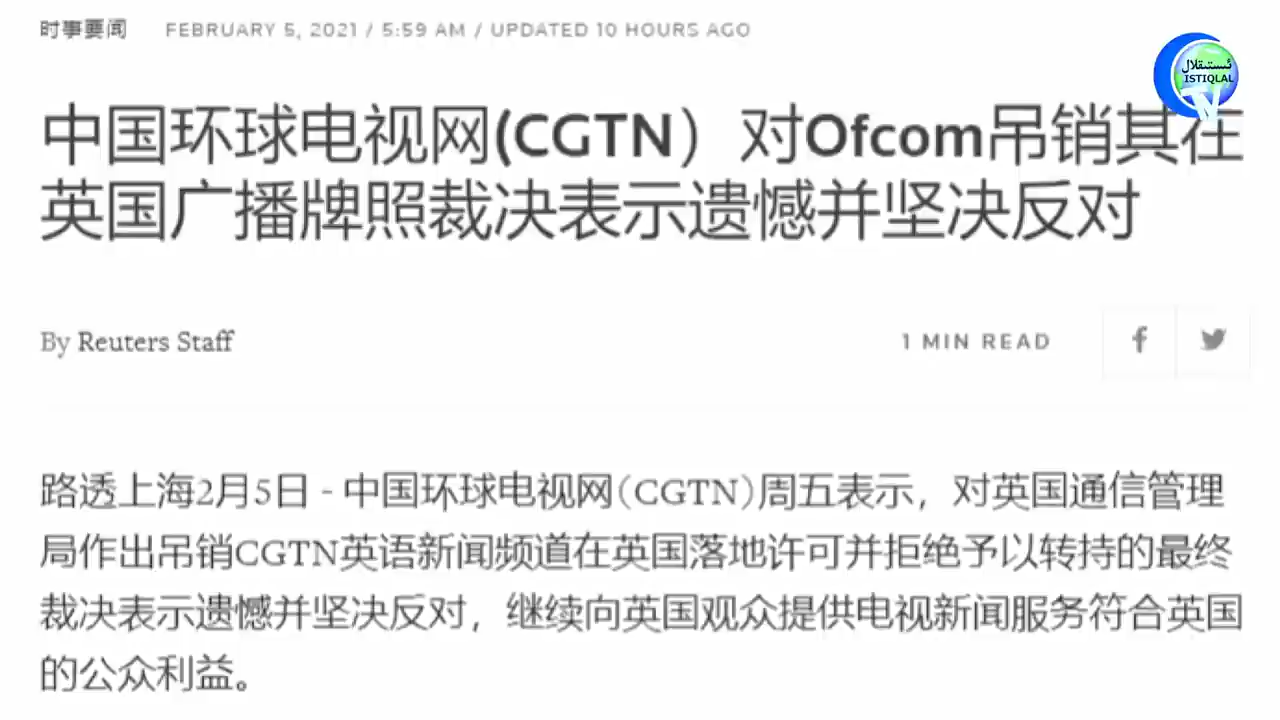 时事要闻 FEBRUARY 5, 2021 / 5:59 AM / UPDATED 10 HOURS AGO
ئىستىقلال
ISTIQLAL
中国环球电视网(CGTN）对Ofcom吊销其在
英国广播牌照裁决表示遗憾并坚决反对
By Reuters Staff
1 MIN READ
路透上海2月5日 - 中国环球电视网(CGTN)周五表示，对英国通信管理
局作出吊销CGTN英语新闻频道在英国落地许可并拒绝予以转持的最终
裁决表示遗憾并坚决反对，继续向英国观众提供电视新闻服务符合英国
的公众利益。